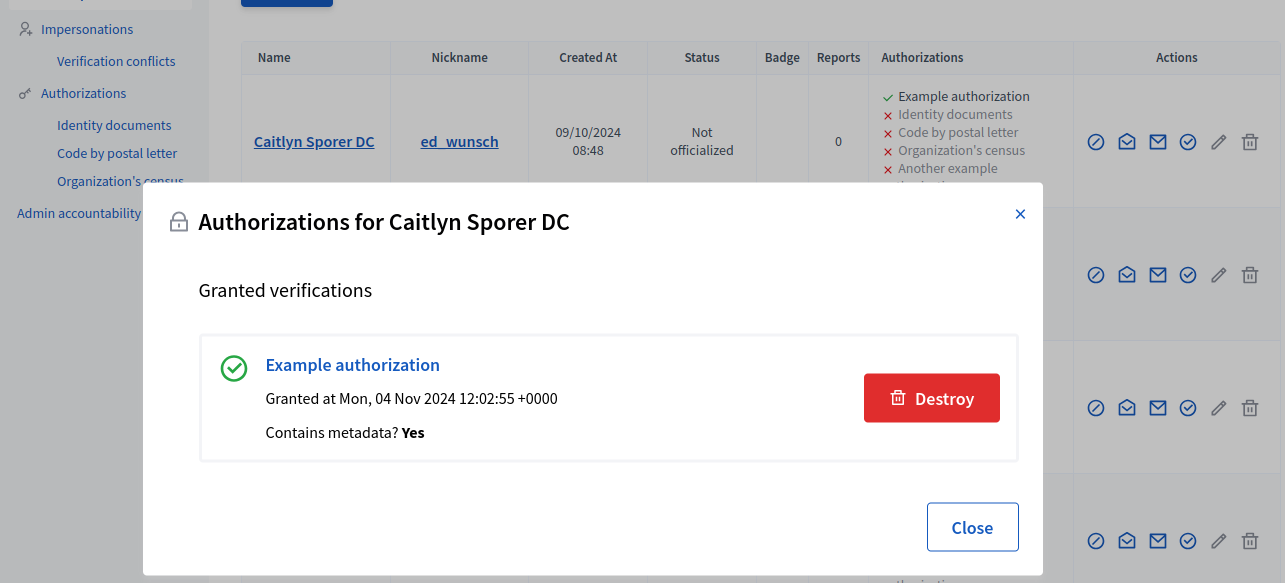 Impersonations
Verification conflicts
Authorizations
Identity documents
Code by postal letter
Organization's census
Admin accountability
Name Nickname Created At Status Badge Reports Authorizations Actions
Caitlyn Sporer DC
ed_wunsch
09/10/2024
08:48
Not
officialized
0
Example authorization
Identity documents
Code by postal letter
Organization's census
Another example
Authorizations for Caitlyn Sporer DC
Granted verifications
Example authorization
Granted at Mon, 04 Nov 2024 12:02:55 +0000
Contains metadata? Yes
Destroy
Close